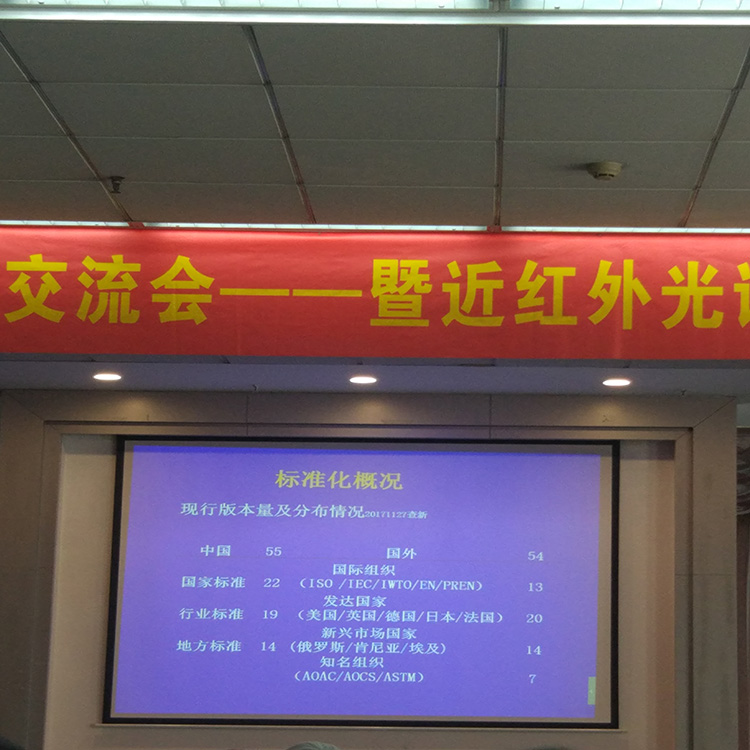 交流会——暨近红外光
标准化概况
现行版本量及分布情况20171127查新
中国 55 国外 54
国际组织
国家标准 22 （ISO /IEC/IWTO/EN/PREN） 13
发达国家
行业标准 19 （美国/英国/德国/日本/法国） 20
新兴市场国家
地方标准 14 （俄罗斯/肯尼亚/埃及） 14
知名组织
（AOAC/AOCS/ASTM） 7